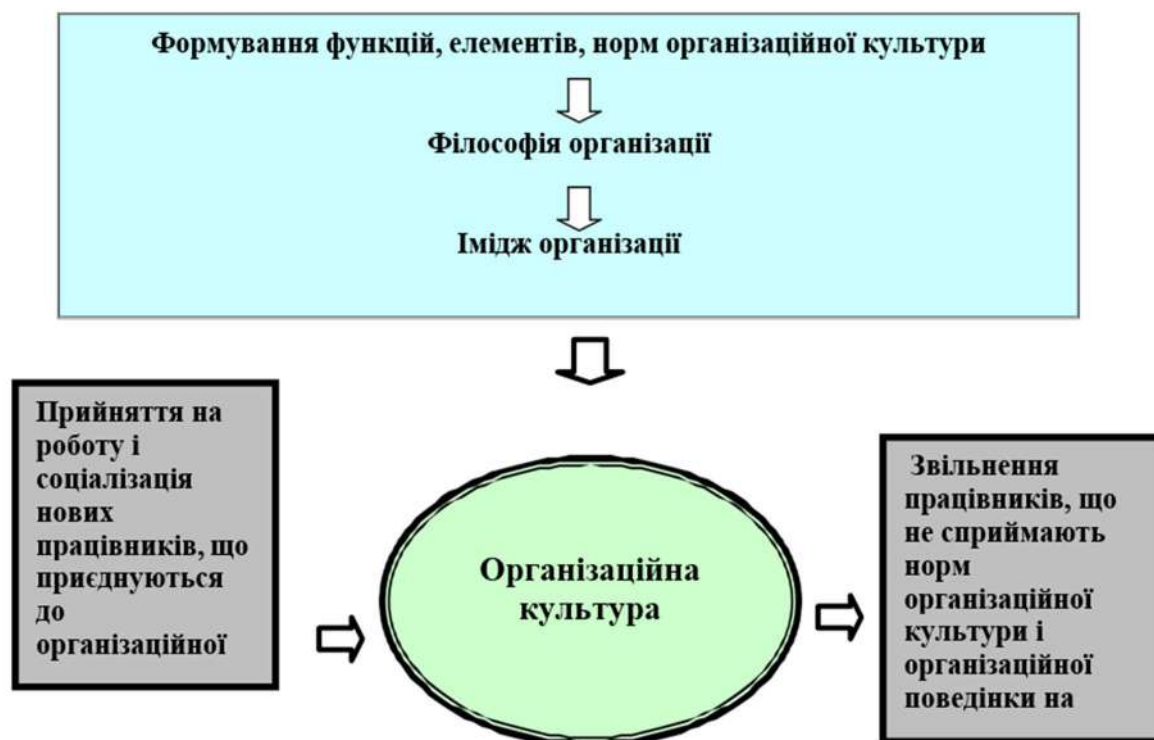 Формування функцій, елементів, норм організаційної культури
Філософія організації
Імідж організації
Прийняття на
роботу і
соціалізація
нових
працівників, що
приєднуються
до
організаційної
Організаційна
культура
Звільнення
працівників, що
не сприймають
норм
організаційної
культури і
організаційної
поведінки на